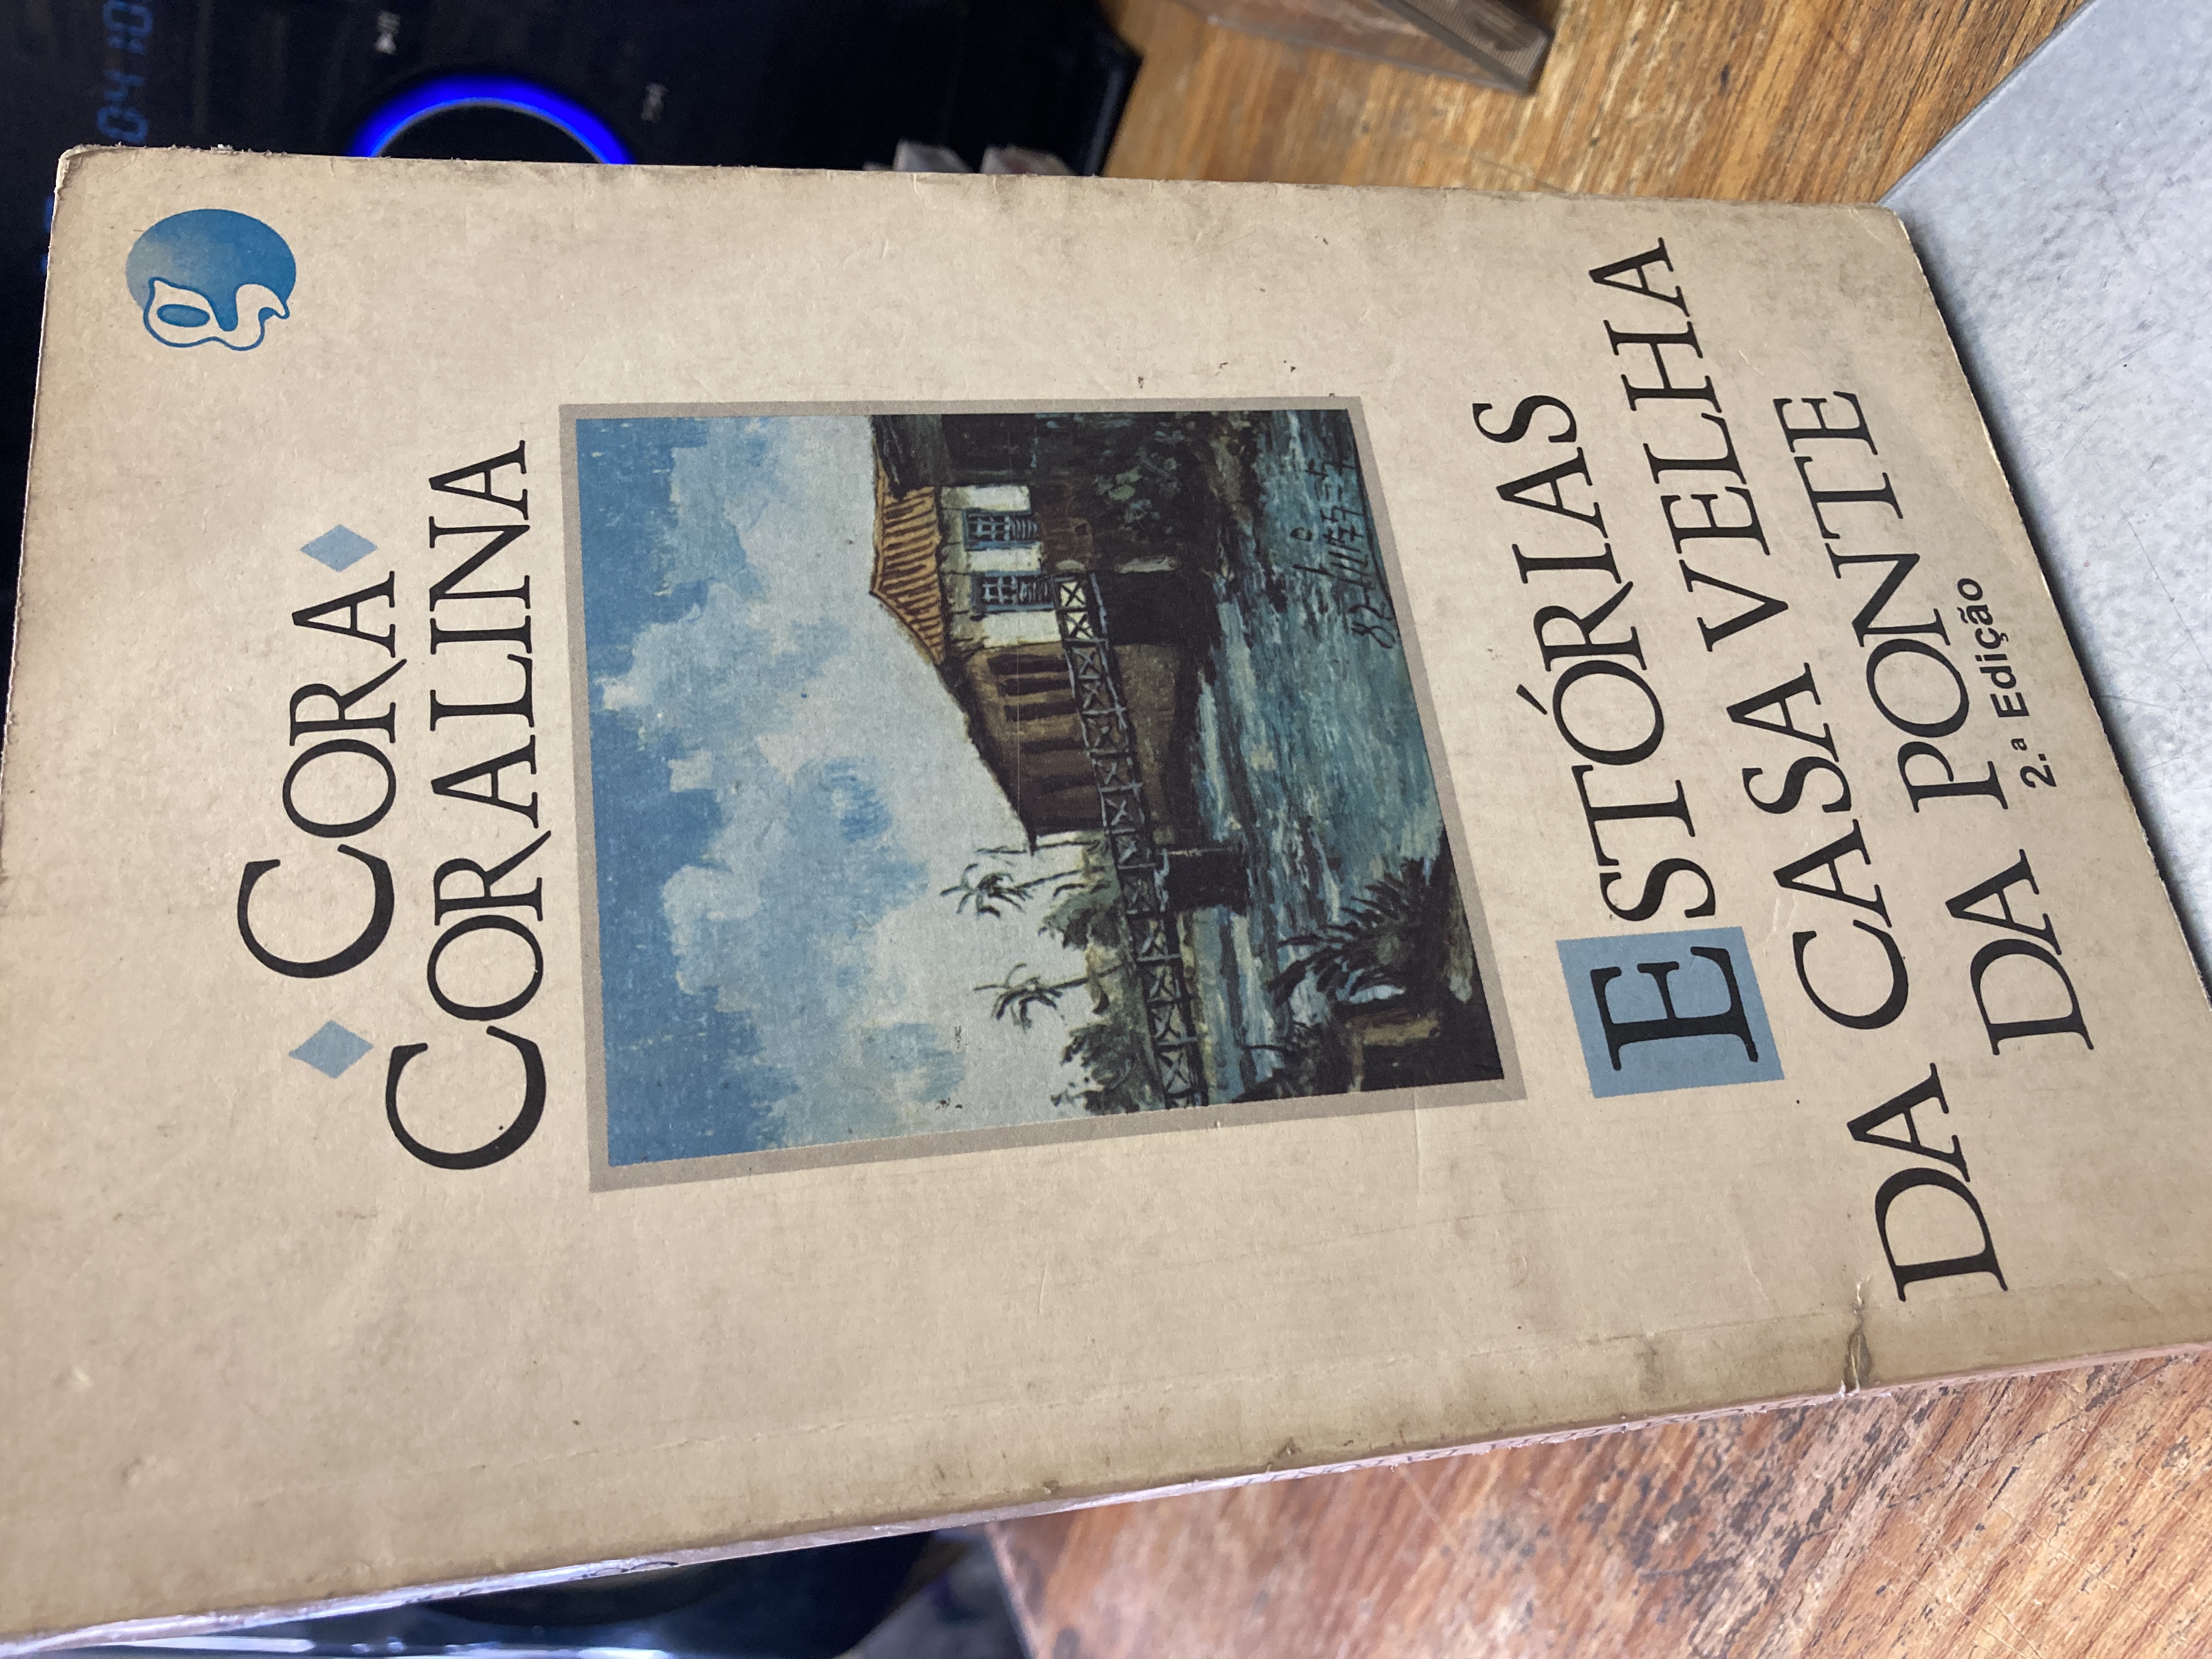 CORA
CORALINA
ESTÓRIAS
DA CASA VELHA
DA PONTE
2.ª Edição